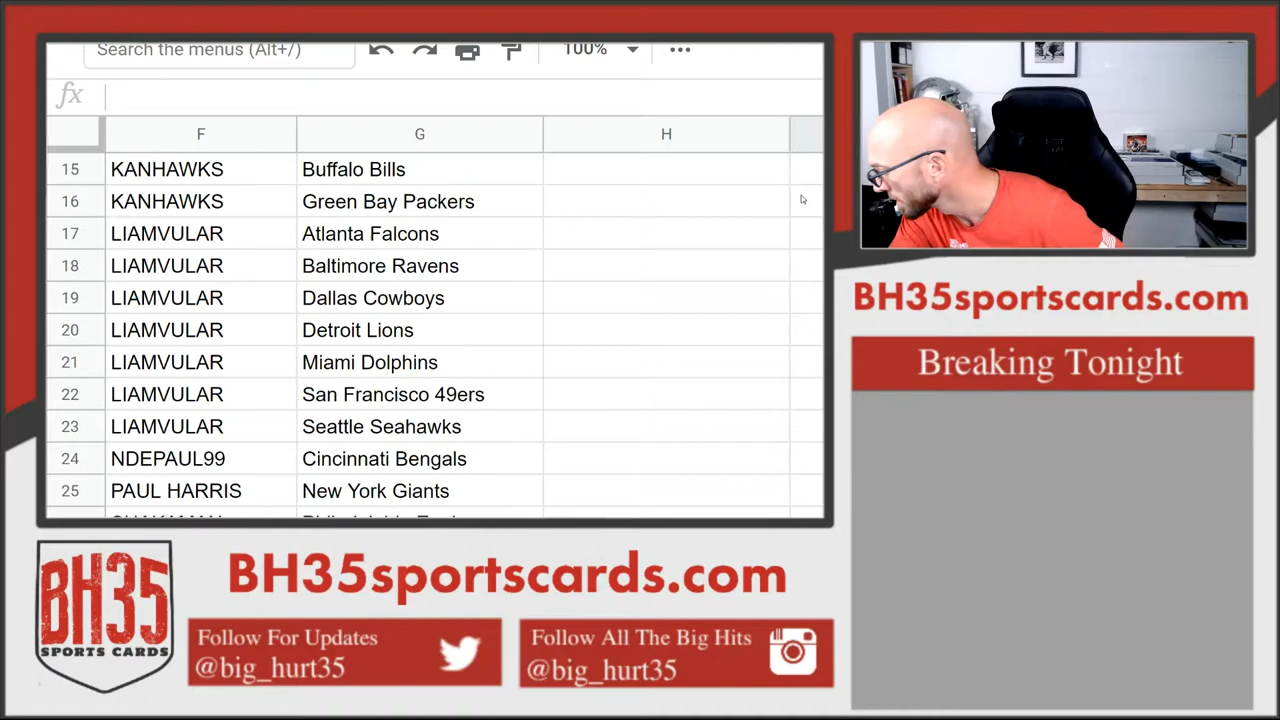 Search the menus (Alt+/)
100%
fx
F G H
15 KANHAWKS Buffalo Bills
16 KANHAWKS Green Bay Packers
17 LIAMVULAR Atlanta Falcons
18 LIAMVULAR Baltimore Ravens
19 LIAMVULAR Dallas Cowboys
20 LIAMVULAR Detroit Lions
21 LIAMVULAR Miami Dolphins
22 LIAMVULAR San Francisco 49ers
23 LIAMVULAR Seattle Seahawks
24 NDEPAUL99 Cincinnati Bengals
25 PAUL HARRIS New York Giants
BH35sportscards.com
Breaking Tonight
BH35
SPORTS CARDS
BH35sportscards.com
Follow For Updates
@big_hurt35
Follow All The Big Hits
@big_hurt35